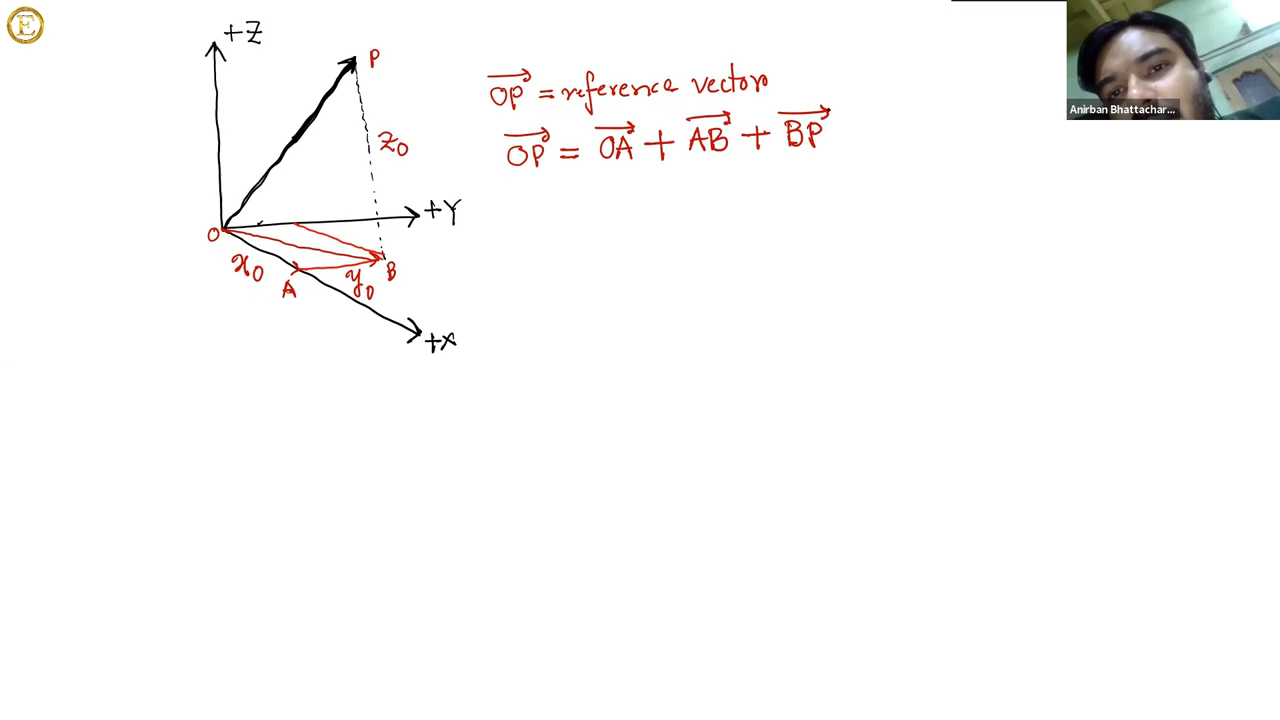 E
+Z
P
OP = reference vector
OP = OA + AB + BP
z0
+Y
O
x0
A
y0
B
+X
Anirban Bhattachar...